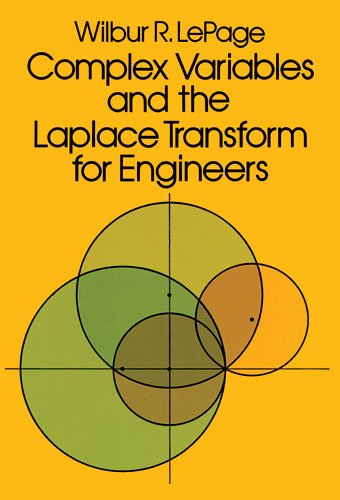 Wilbur R. LePage
Complex Variables
and the
Laplace Transform
for Engineers